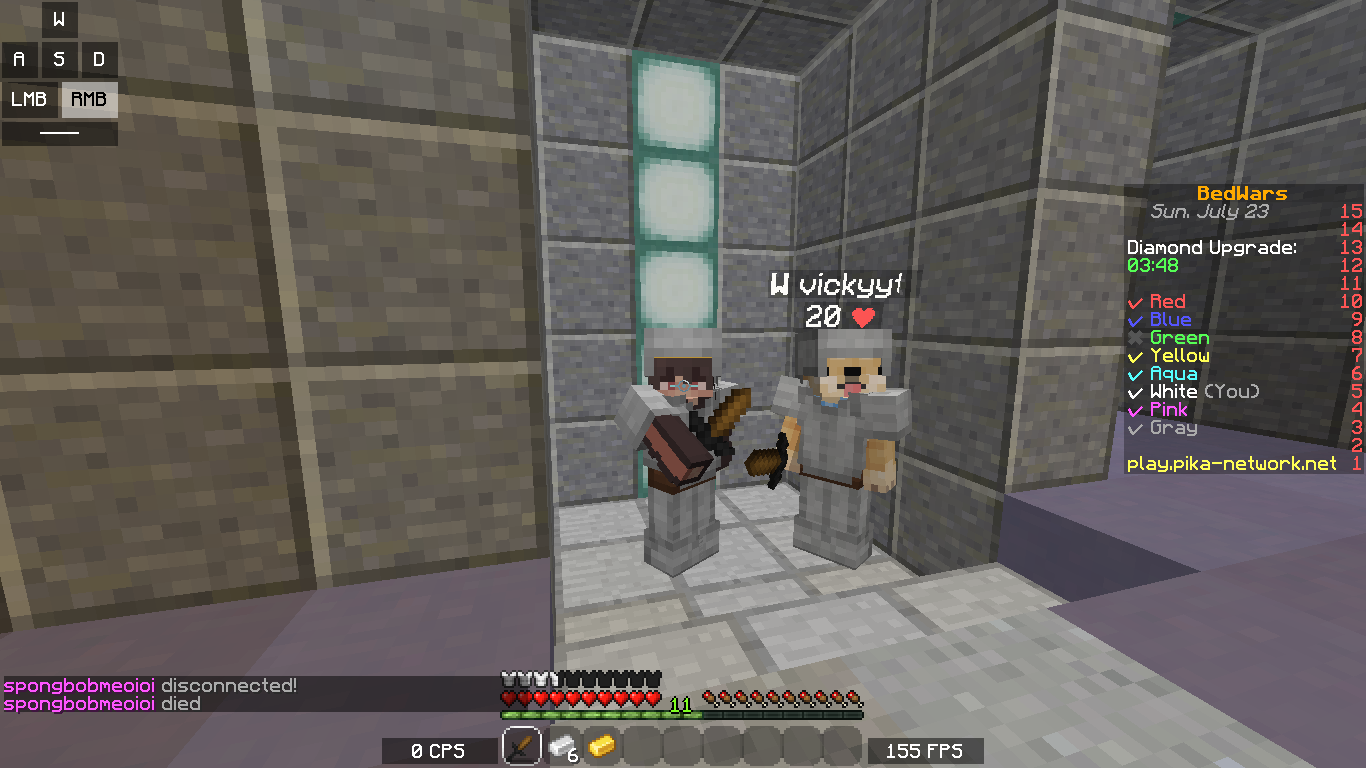 W
A S D
LMB RMB
BedWars
Sun. July 23 15
14
Diamond Upgrade: 13
03:48 12
11
✓ Red 10
✓ Blue 9
✖ Green 8
✓ Yellow 7
✓ Aqua 6
✓ White (You) 5
✓ Pink 4
✓ Gray 3
2
play.pika-network.net 1
W vickyy
20 ❤
spongbobmeoioi disconnected!
spongbobmeoioi died
11
0 CPS
6
155 FPS